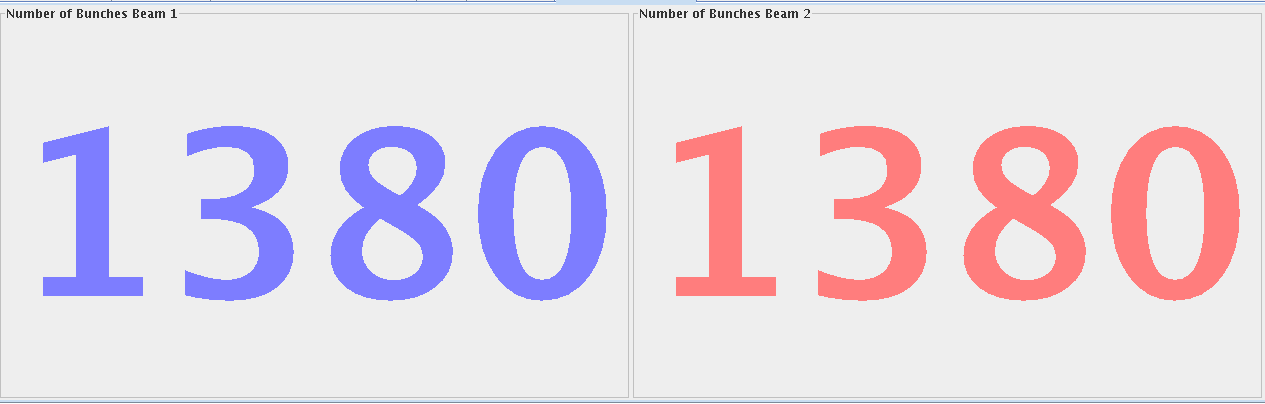 Number of Bunches Beam 1
1380
Number of Bunches Beam 2
1380